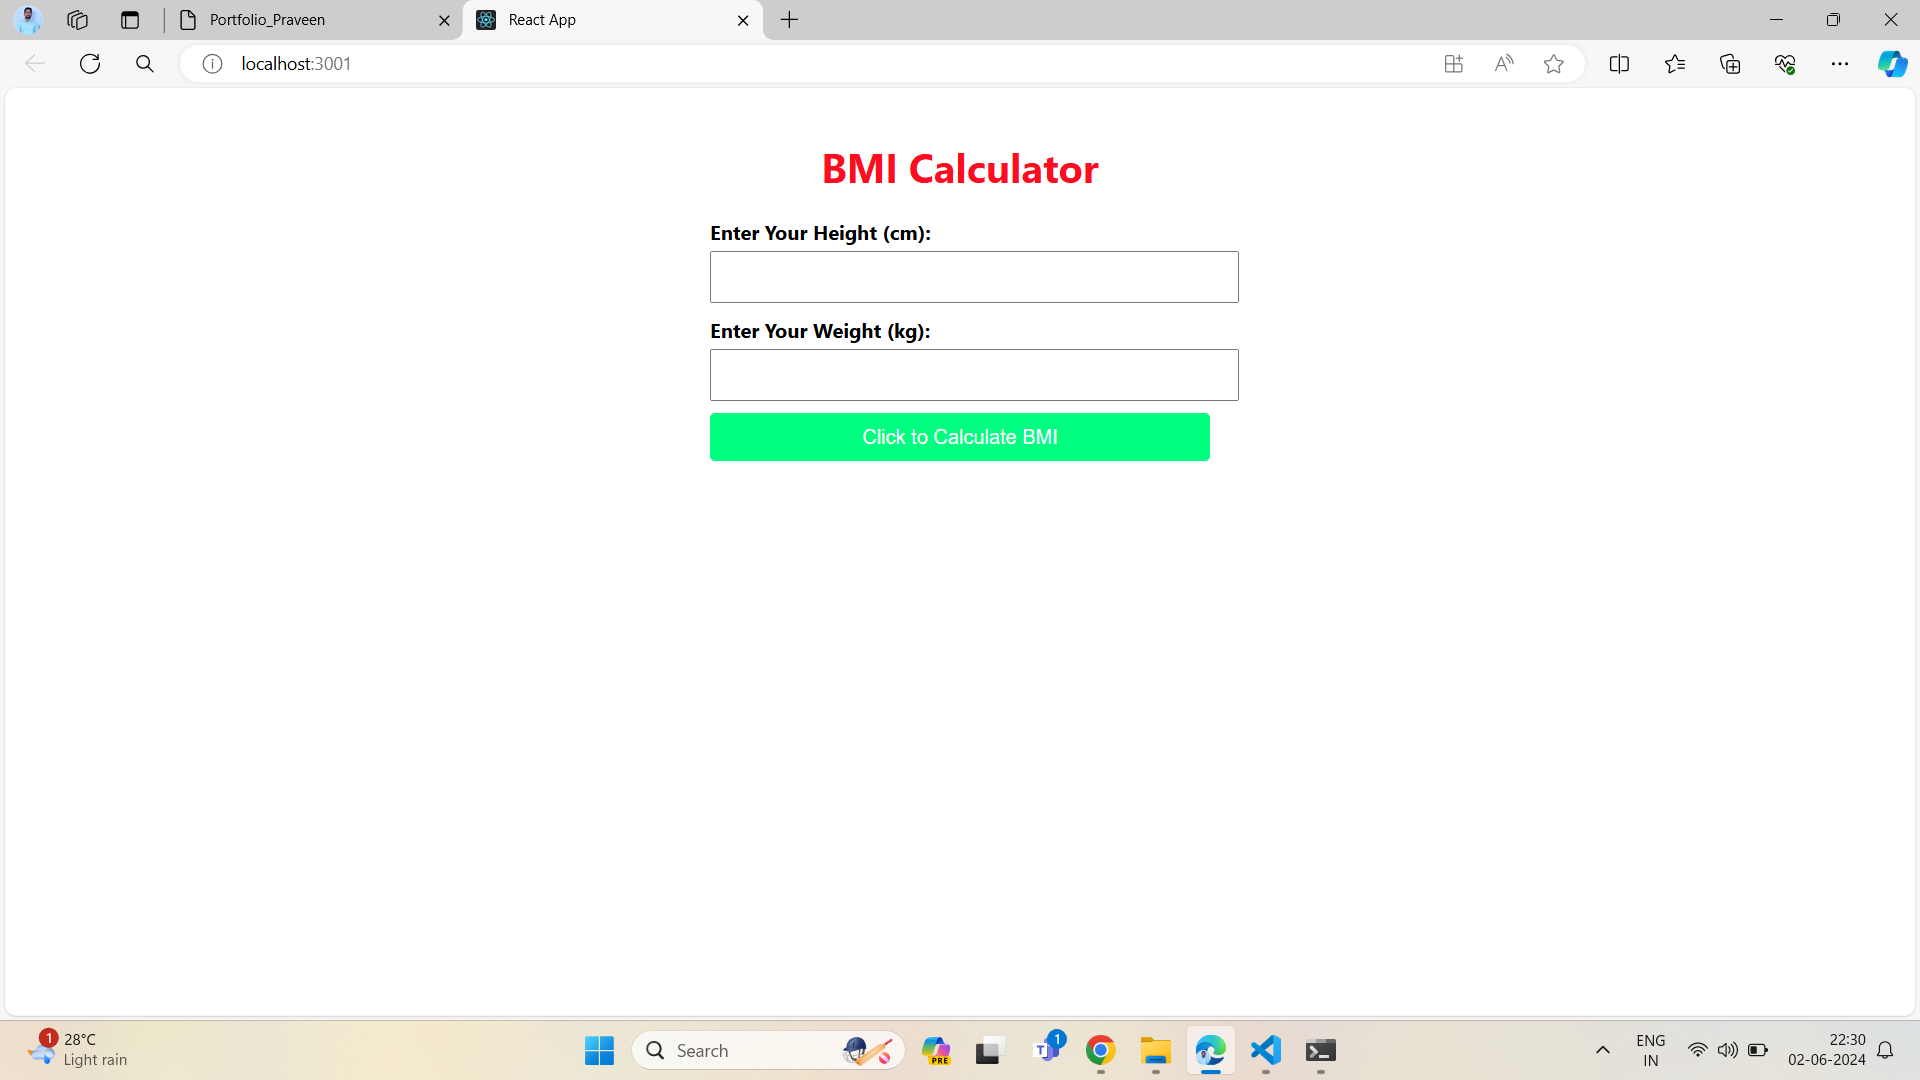 Portfolio_Praveen
React App
localhost:3001
BMI Calculator
Enter Your Height (cm):
Enter Your Weight (kg):
Click to Calculate BMI
1
28°C
Light rain
Search
PRE
T
1
ENG
IN
22:30
02-06-2024